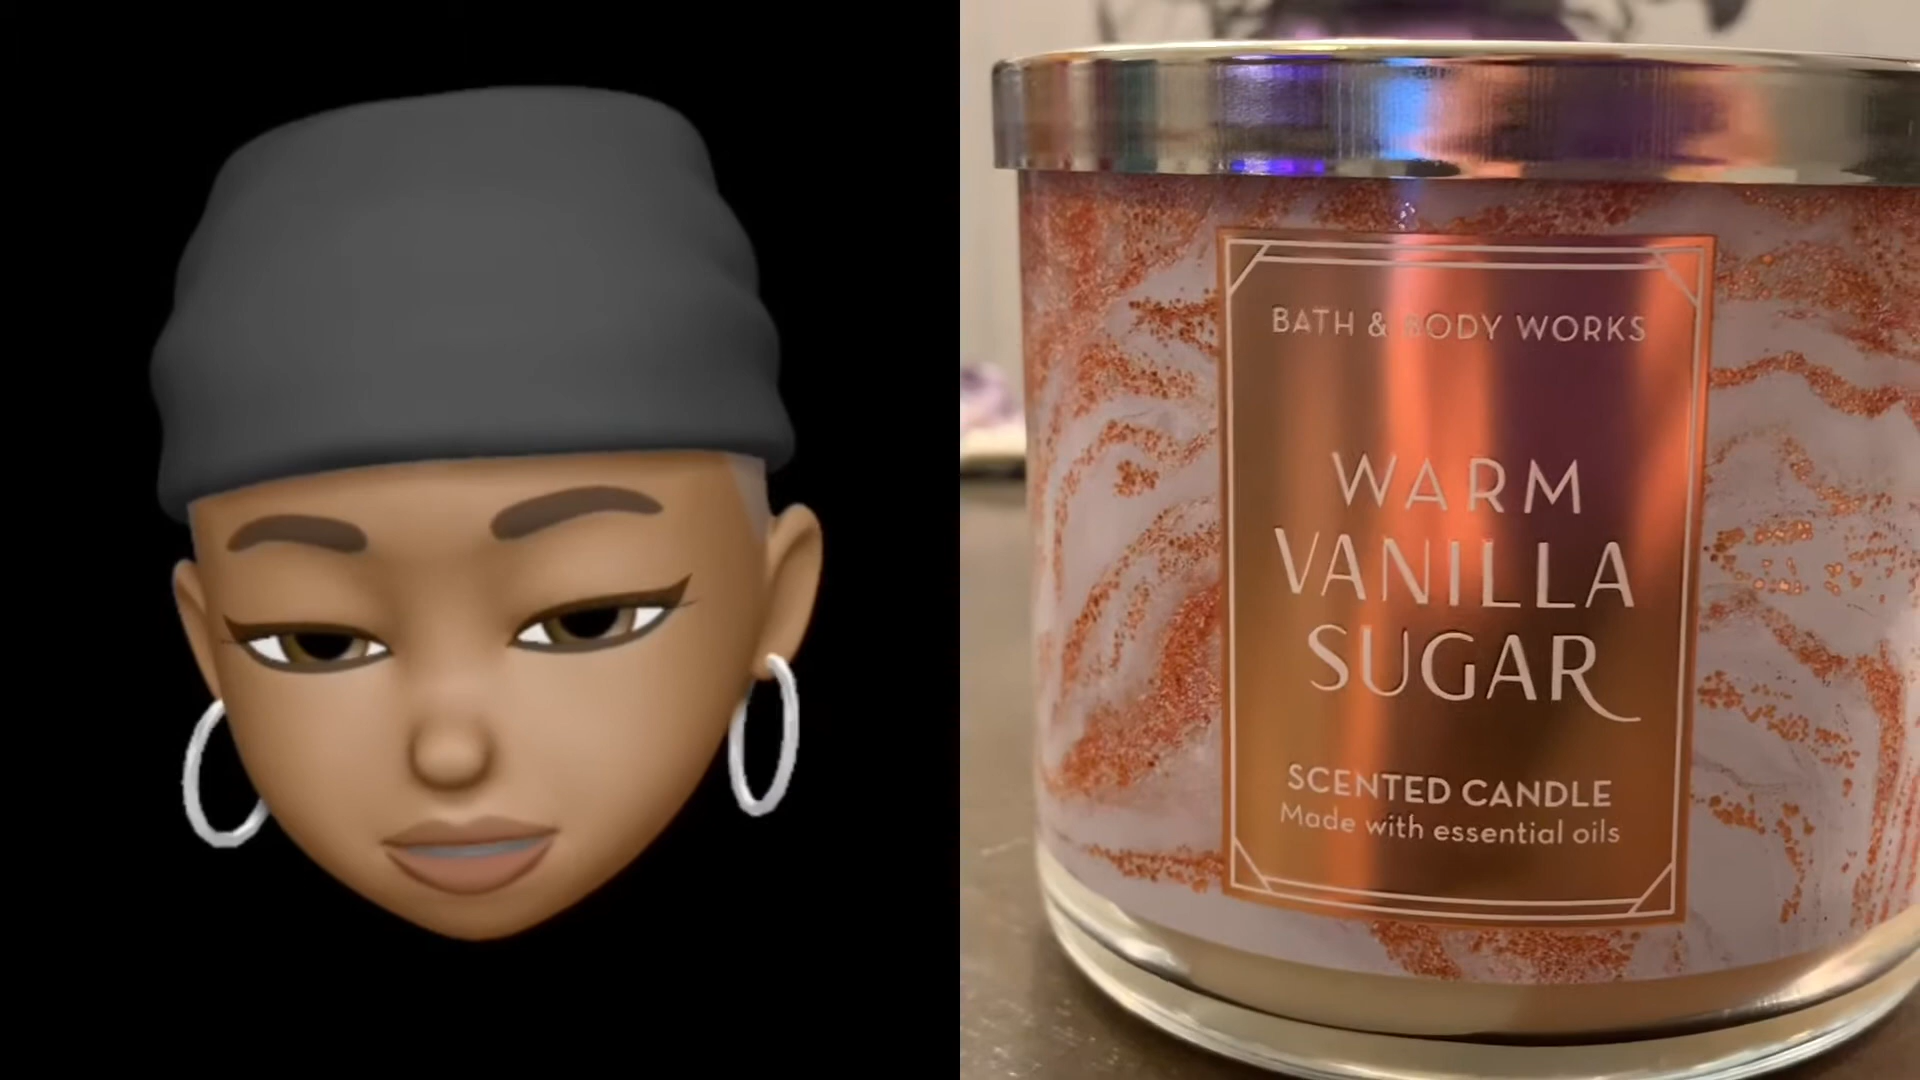 BATH & BODY WORKS
WARM
VANILLA
SUGAR
SCENTED CANDLE
Made with essential oils